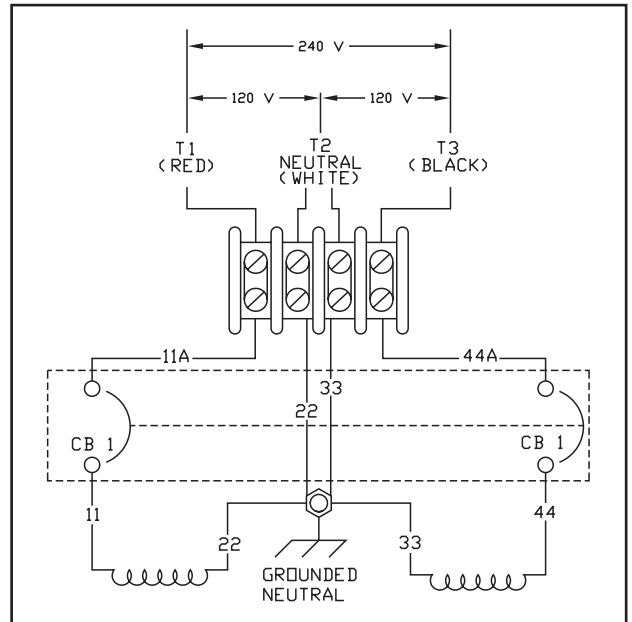 240 V
120 V
120 V
T1
(RED)
T2
NEUTRAL
(WHITE)
T3
(BLACK)
11A
44A
33
22
CB 1
CB 1
11
44
22
33
GROUNDED
NEUTRAL